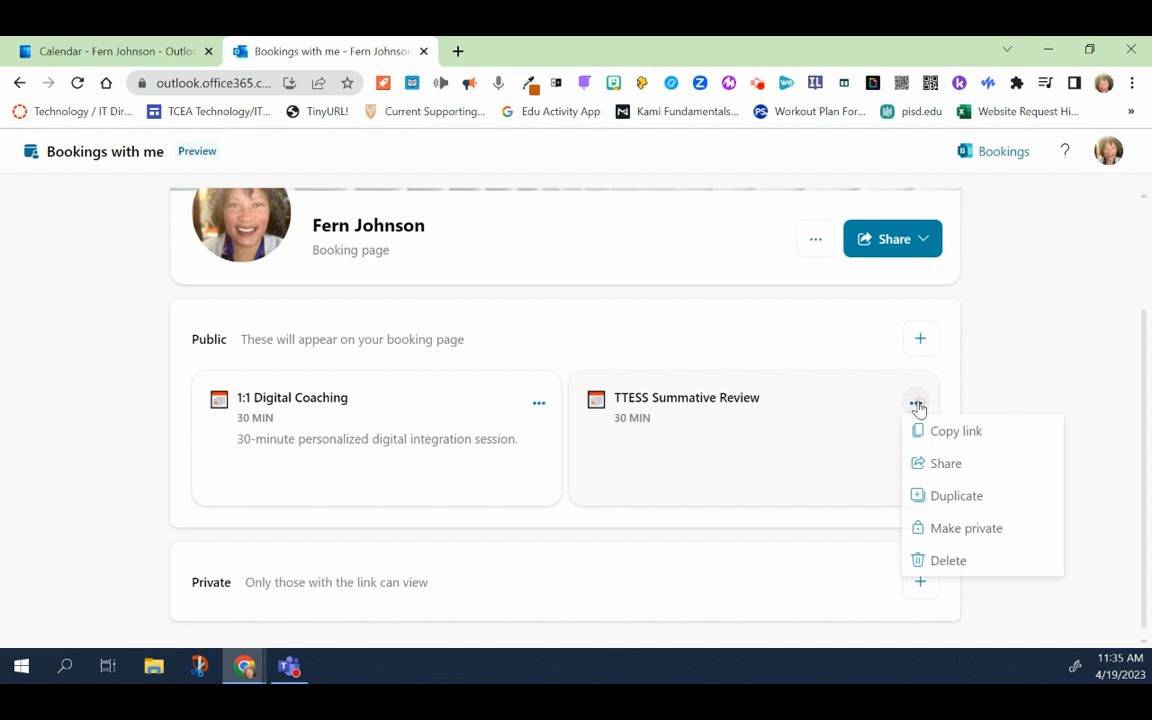 Calendar - Fern Johnson - Outlo
Bookings with me - Fern Johnson
outlook.office365.c...
Technology / IT Dir...
TCEA Technology/IT...
TinyURL!
Current Supporting...
Edu Activity App
Kami Fundamentals...
Workout Plan For...
pisd.edu
Website Request Hi...
»
Bookings with me
Preview
Bookings
?
Fern Johnson
Booking page
Share
Public
These will appear on your booking page
1:1 Digital Coaching
30 MIN
30-minute personalized digital integration session.
TTESS Summative Review
30 MIN
Copy link
Share
Duplicate
Make private
Delete
Private
Only those with the link can view
11:35 AM
4/19/2023